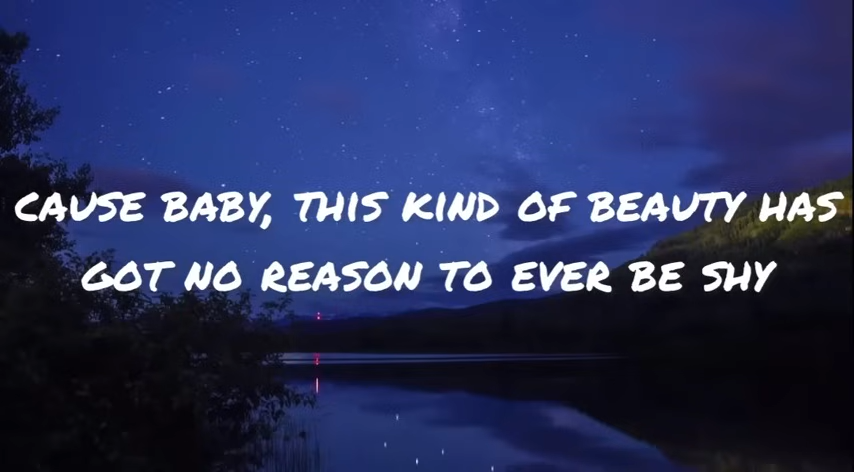 CAUSE BABY, THIS KIND OF BEAUTY HAS
GOT NO REASON TO EVER BE SHY